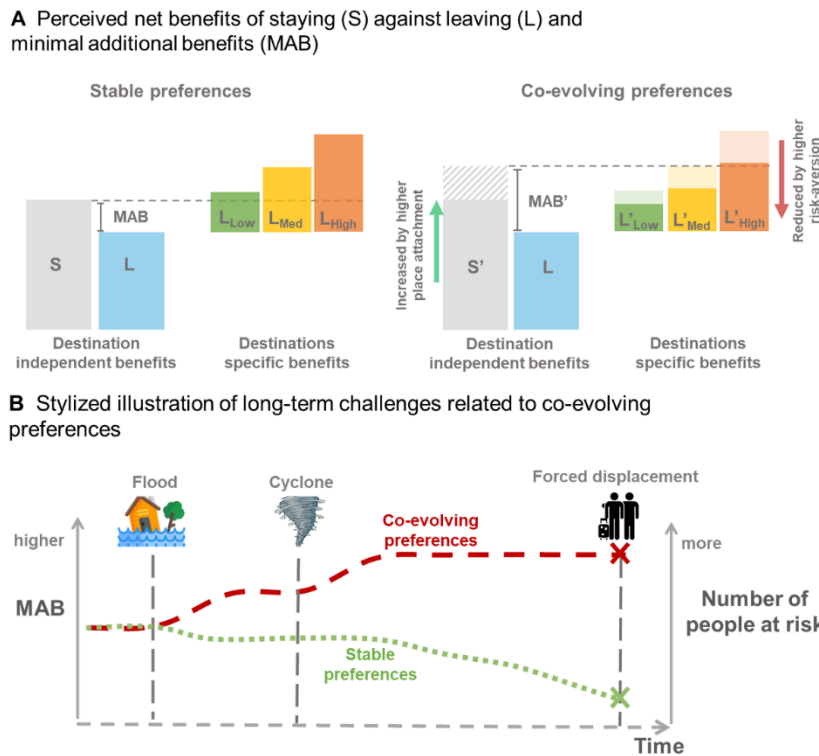 A Perceived net benefits of staying (S) against leaving (L) and
minimal additional benefits (MAB)
Stable preferences
Co-evolving preferences
MAB
S
L
L Low
L Med
L High
Destination
independent benefits
Destinations
specific benefits
Increased by higher
place attachment
MAB'
S'
L
L' Low
L' Med
L' High
Reduced by higher
risk-aversion
Destination
independent benefits
Destinations
specific benefits
B Stylized illustration of long-term challenges related to co-evolving
preferences
Flood
Cyclone
Forced displacement
higher
Co-evolving
preferences
more
MAB
Number of
people at risk
Stable
preferences
Time